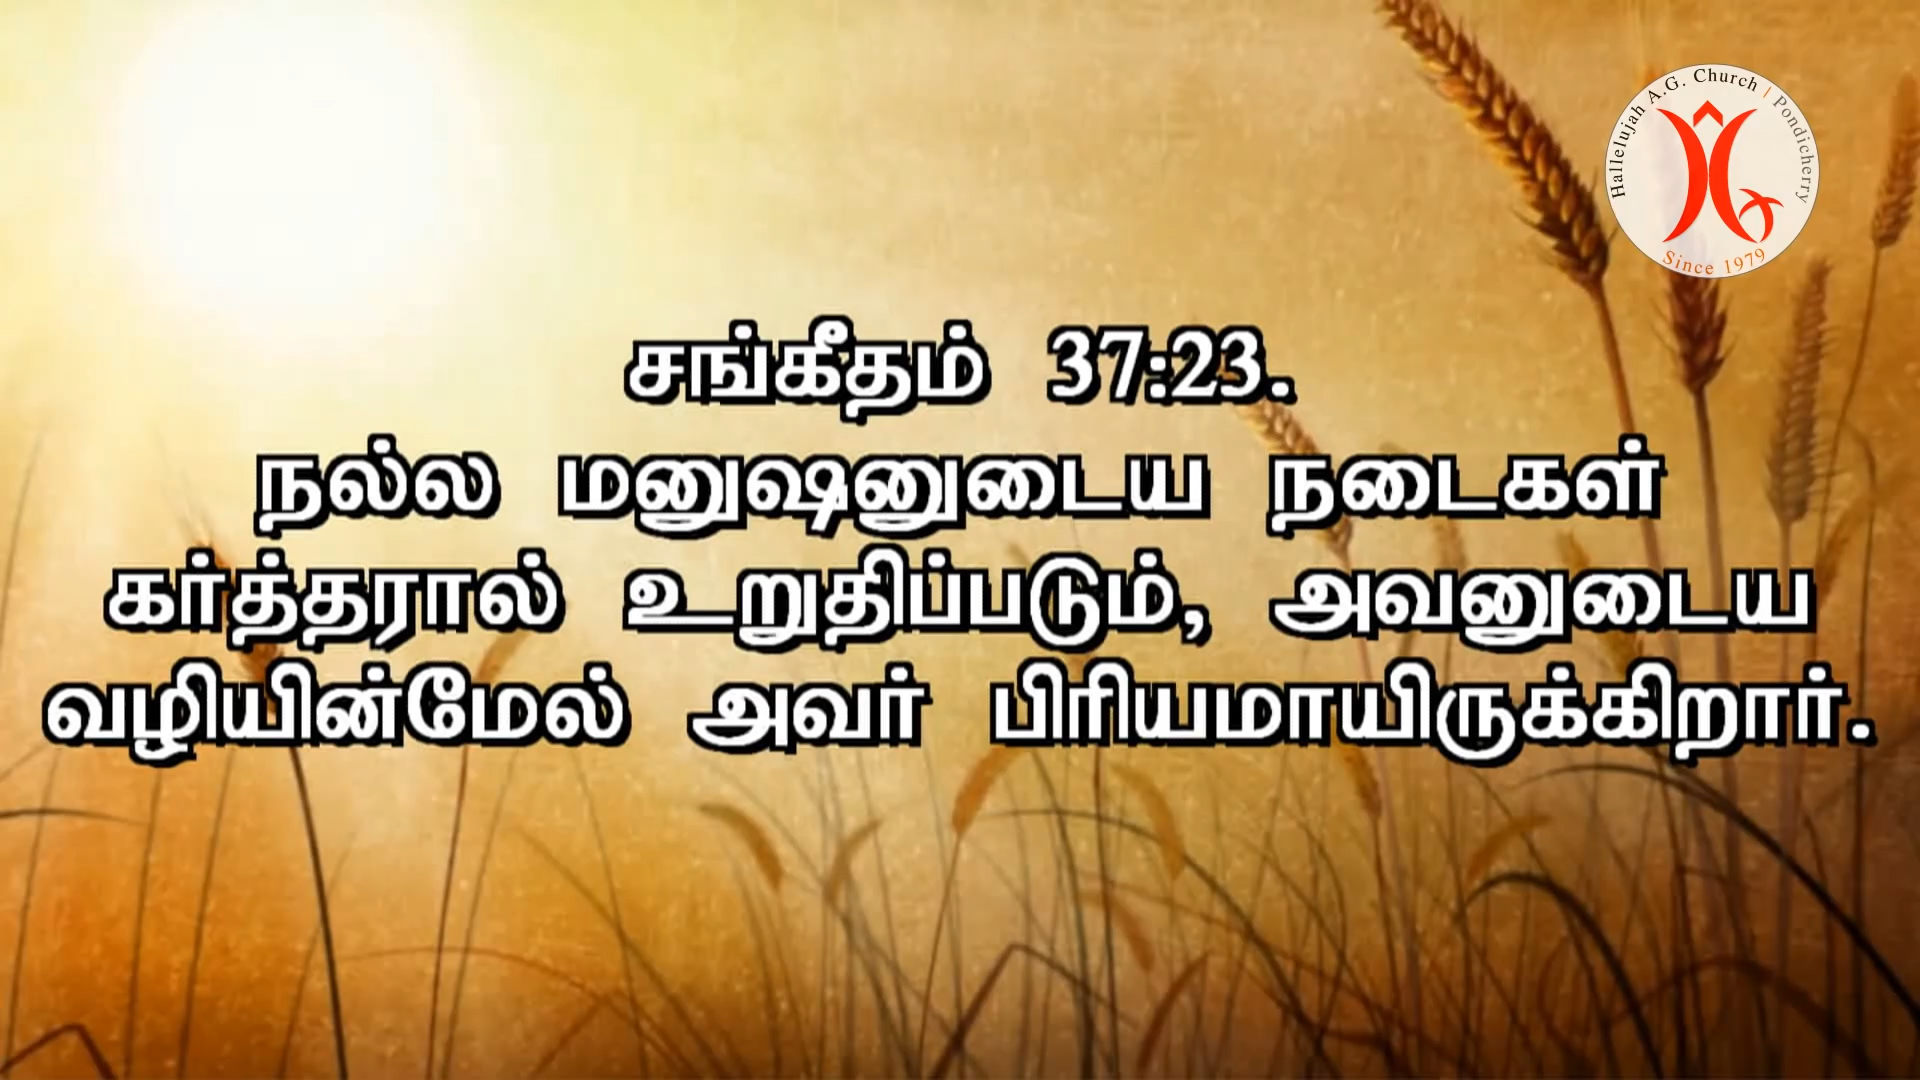 Hallelujah A.G. Church | Pondicherry
Since 1979
சங்கீதம் 37:23.
நல்ல மனுஷனுடைய நடைகள்
கர்த்தரால் உறுதிப்படும், அவனுடைய
வழியின்மேல் அவர் பிரியமாயிருக்கிறார்.